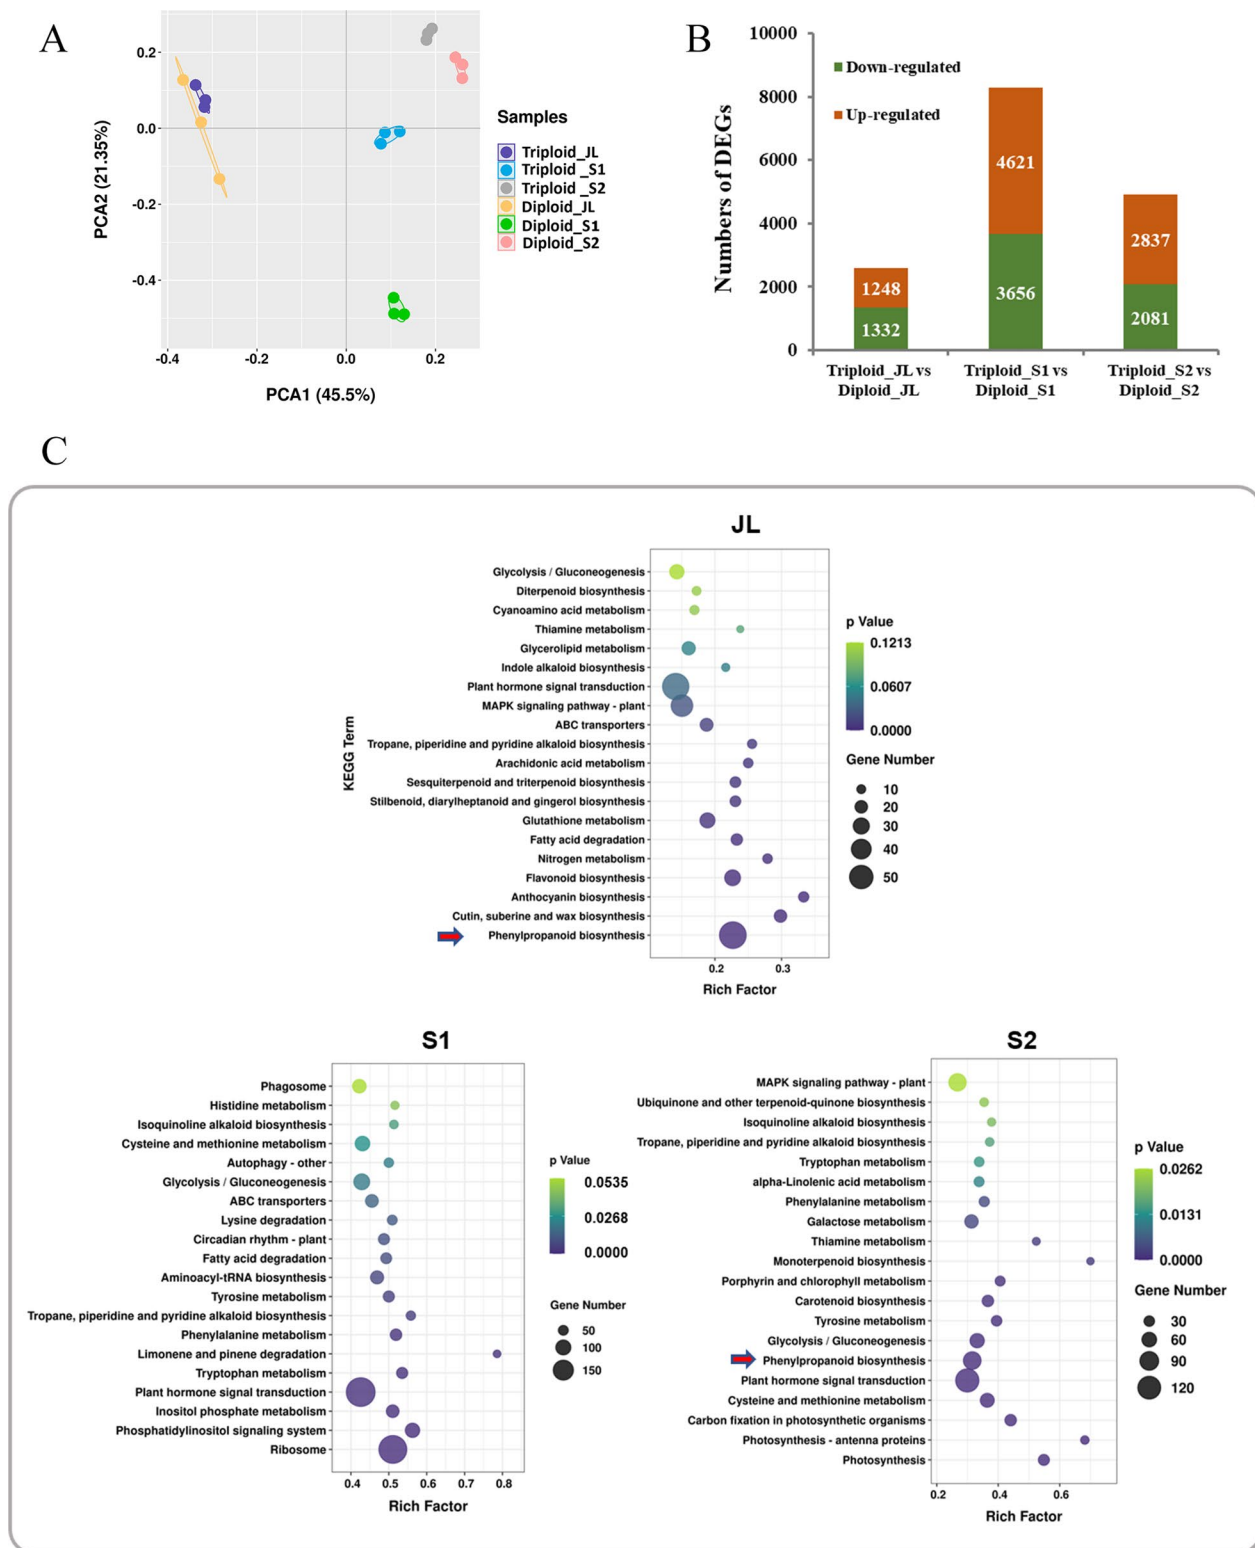 A
0.2
0.0
-0.2
-0.4
-0.4
-0.2
0.0
0.2
PCA2 (21.35%)
PCA1 (45.5%)
Samples
Triploid_JL
Triploid _S1
Triploid _S2
Diploid_JL
Diploid_S1
Diploid_S2
B
10000
8000
6000
4000
2000
0
Numbers of DEGs
Down-regulated
Up-regulated
1248
1332
4621
3656
2837
2081
Triploid_JL vs
Diploid_JL
Triploid_S1 vs
Diploid_S1
Triploid_S2 vs
Diploid_S2
C
JL
KEGG Term
Glycolysis / Gluconeogenesis
Diterpenoid biosynthesis
Cyanoamino acid metabolism
Thiamine metabolism
Glycerolipid metabolism
Indole alkaloid biosynthesis
Plant hormone signal transduction
MAPK signaling pathway - plant
ABC transporters
Tropane, piperidine and pyridine alkaloid biosynthesis
Arachidonic acid metabolism
Sesquiterpenoid and triterpenoid biosynthesis
Stilbenoid, diarylheptanoid and gingerol biosynthesis
Glutathione metabolism
Fatty acid degradation
Nitrogen metabolism
Flavonoid biosynthesis
Anthocyanin biosynthesis
Cutin, suberine and wax biosynthesis
Phenylpropanoid biosynthesis
0.2
0.3
Rich Factor
p Value
0.1213
0.0607
0.0000
Gene Number
10
20
30
40
50
S1
Phagosome
Histidine metabolism
Isoquinoline alkaloid biosynthesis
Cysteine and methionine metabolism
Autophagy - other
Glycolysis / Gluconeogenesis
ABC transporters
Lysine degradation
Circadian rhythm - plant
Fatty acid degradation
Aminoacyl-tRNA biosynthesis
Tyrosine metabolism
Tropane, piperidine and pyridine alkaloid biosynthesis
Phenylalanine metabolism
Limonene and pinene degradation
Tryptophan metabolism
Plant hormone signal transduction
Inositol phosphate metabolism
Phosphatidylinositol signaling system
Ribosome
0.4
0.5
0.6
0.7
0.8
Rich Factor
p Value
0.0535
0.0268
0.0000
Gene Number
50
100
150
S2
MAPK signaling pathway - plant
Ubiquinone and other terpenoid-quinone biosynthesis
Isoquinoline alkaloid biosynthesis
Tropane, piperidine and pyridine alkaloid biosynthesis
Tryptophan metabolism
alpha-Linolenic acid metabolism
Phenylalanine metabolism
Galactose metabolism
Thiamine metabolism
Monoterpenoid biosynthesis
Porphyrin and chlorophyll metabolism
Carotenoid biosynthesis
Tyrosine metabolism
Glycolysis / Gluconeogenesis
Phenylpropanoid biosynthesis
Plant hormone signal transduction
Cysteine and methionine metabolism
Carbon fixation in photosynthetic organisms
Photosynthesis - antenna proteins
Photosynthesis
0.2
0.4
0.6
Rich Factor
p Value
0.0262
0.0131
0.0000
Gene Number
30
60
90
120